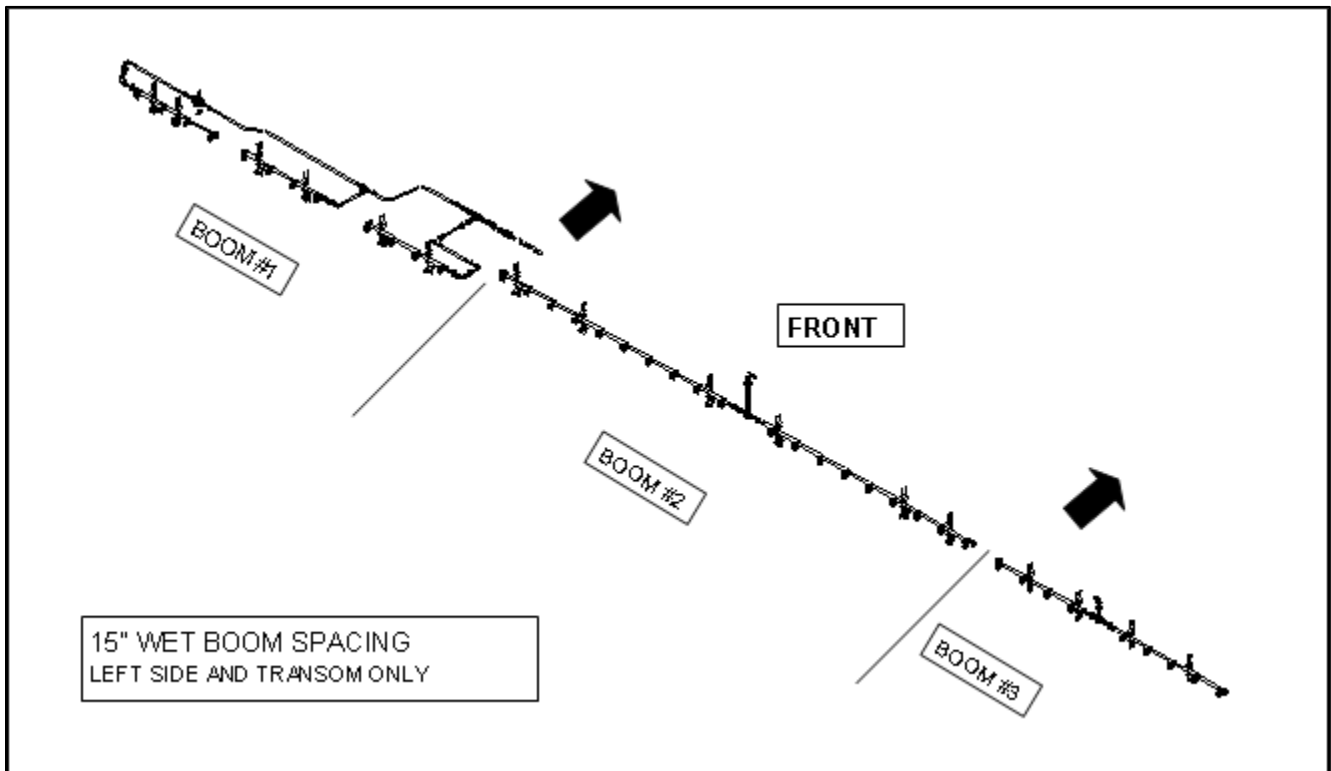 BOOM #1
FRONT
BOOM #2
BOOM #3
15" WET BOOM SPACING
LEFT SIDE AND TRANSOM ONLY